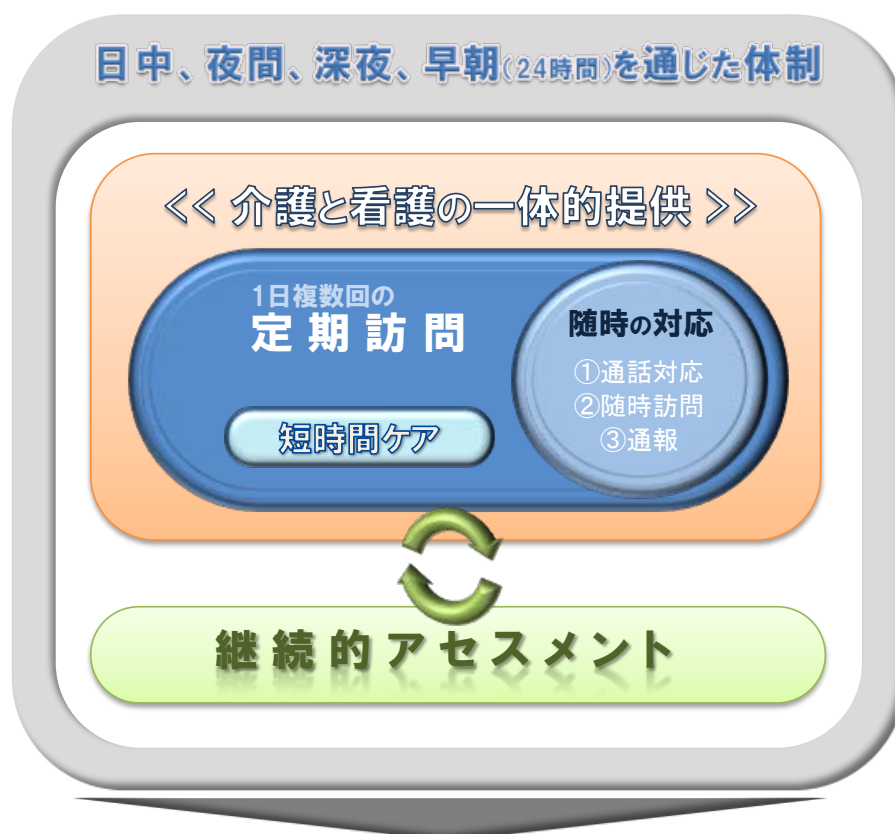 日中、夜間、深夜、早朝(24時間)を通じた体制
<< 介護と看護の一体的提供 >>
1日複数回の
定期訪問
短時間ケア
随時の対応
①通話対応
②随時訪問
③通報
継続的アセスメント